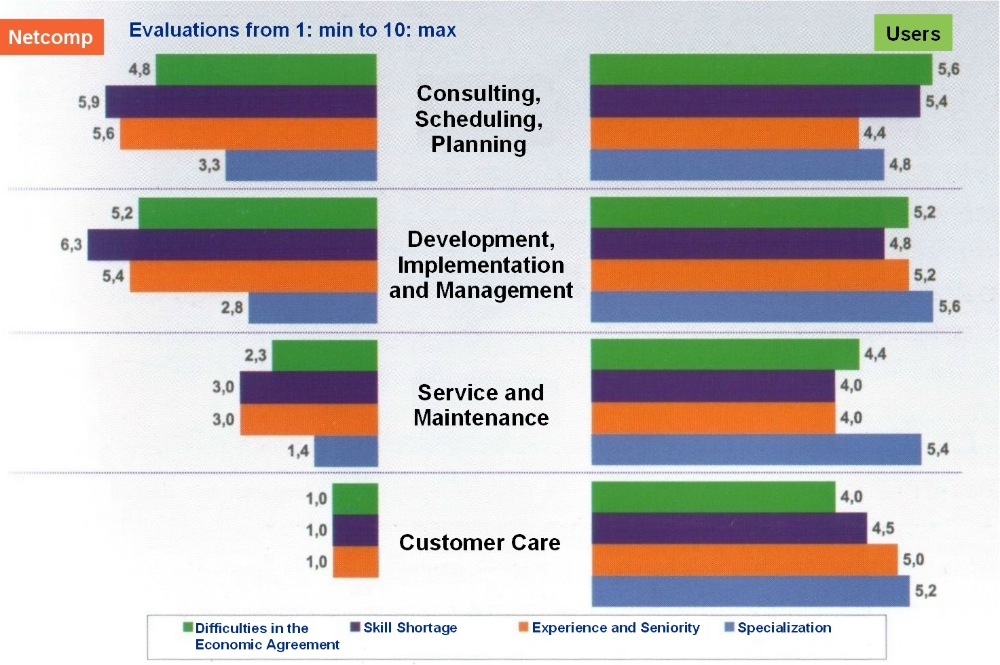 Netcomp
Evaluations from 1: min to 10: max
Users
4,8
5,9
5,6
3,3
Consulting,
Scheduling,
Planning
5,6
5,4
4,4
4,8
5,2
6,3
5,4
2,8
Development,
Implementation
and Management
5,2
4,8
5,2
5,6
2,3
3,0
3,0
1,4
Service and
Maintenance
4,4
4,0
4,0
5,4
1,0
1,0
1,0
Customer Care
4,0
4,5
5,0
5,2
Difficulties in the
Economic Agreement
Skill Shortage
Experience and Seniority
Specialization